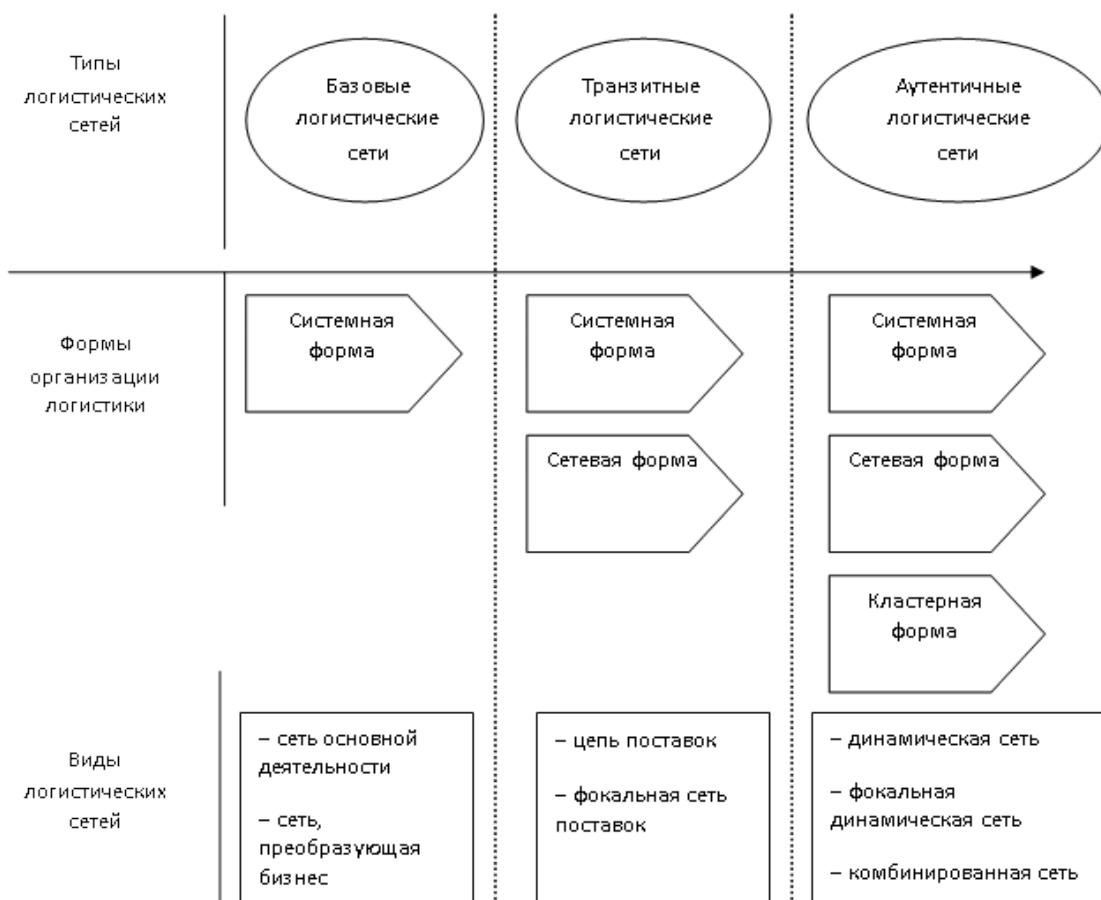 Типы
логистических
сетей
Базовые
логистические
сети
Транзитные
логистические
сети
Аутентичные
логистические
сети
Формы
организации
логистики
Системная
форма
Системная
форма
Системная
форма
Сетевая форма
Сетевая форма
Кластерная
форма
Виды
логистических
сетей
– сеть основной
деятельности
– сеть,
преобразующая
бизнес
– цепь поставок
– фокальная сеть
поставок
– динамическая сеть
– фокальная
динамическая сеть
– комбинированная сеть